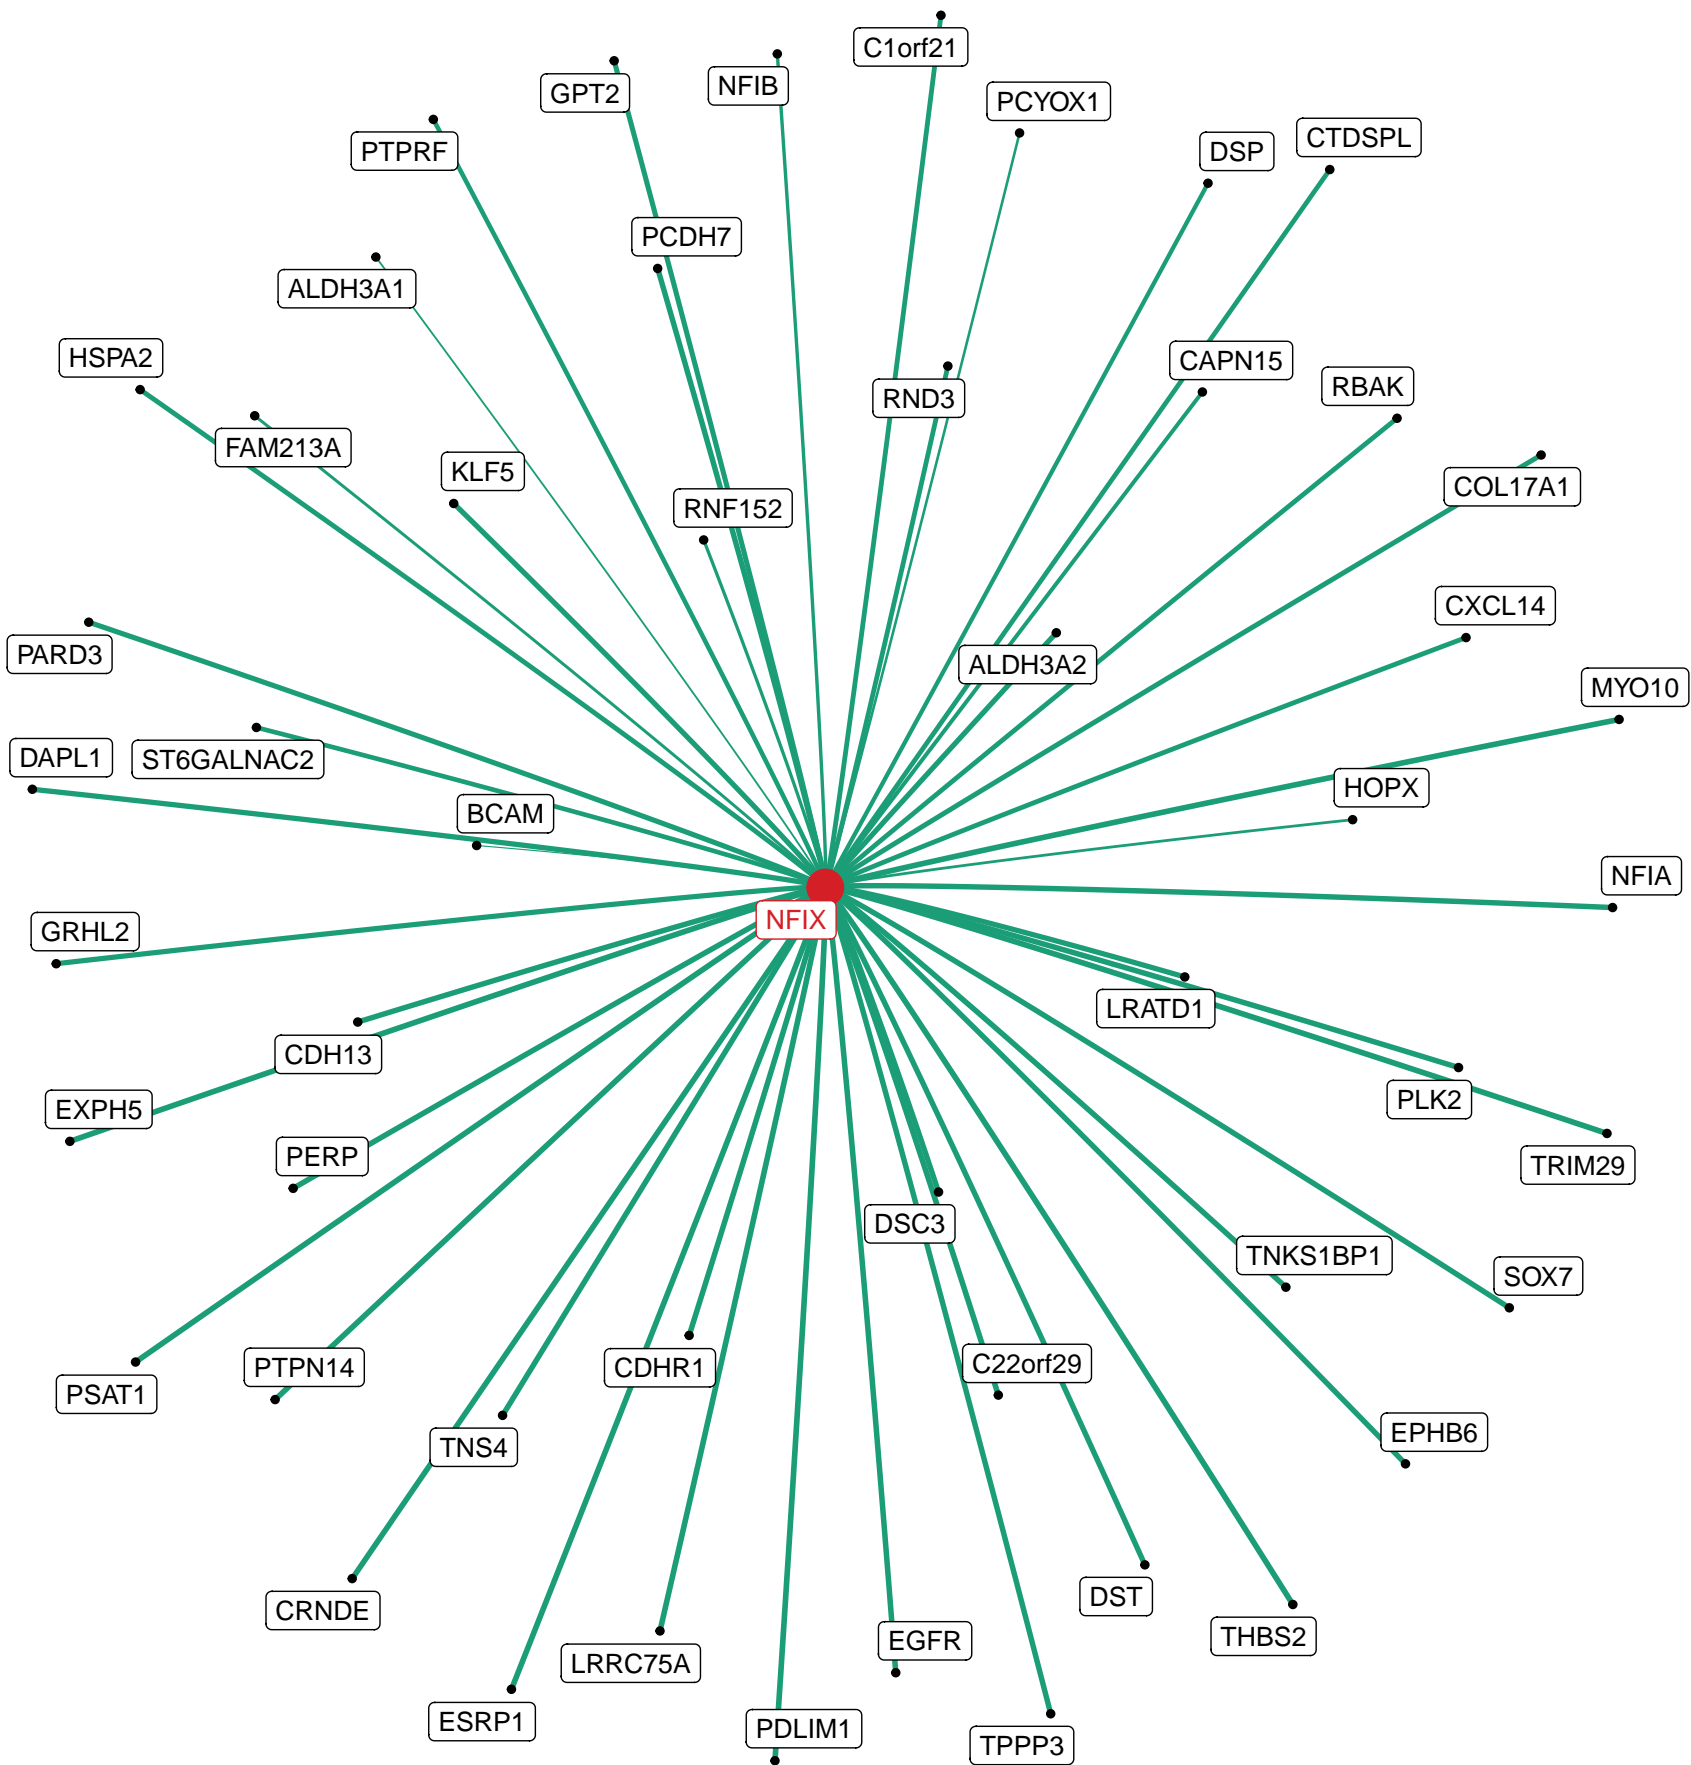 C1orf21
NFIB
GPT2
PCYOX1
CTDSPL
PTPRF
DSP
PCDH7
ALDH3A1
HSPA2
CAPN15
RBAK
RND3
FAM213A
KLF5
COL17A1
RNF152
CXCL14
PARD3
ALDH3A2
MYO10
DAPL1
ST6GALNAC2
HOPX
BCAM
NFIA
NFIX
GRHL2
LRATD1
CDH13
PLK2
EXPH5
PERP
TRIM29
DSC3
TNKS1BP1
SOX7
C22orf29
PTPN14
CDHR1
PSAT1
EPHB6
TNS4
DST
CRNDE
THBS2
EGFR
LRRC75A
ESRP1
PDLIM1
TPPP3